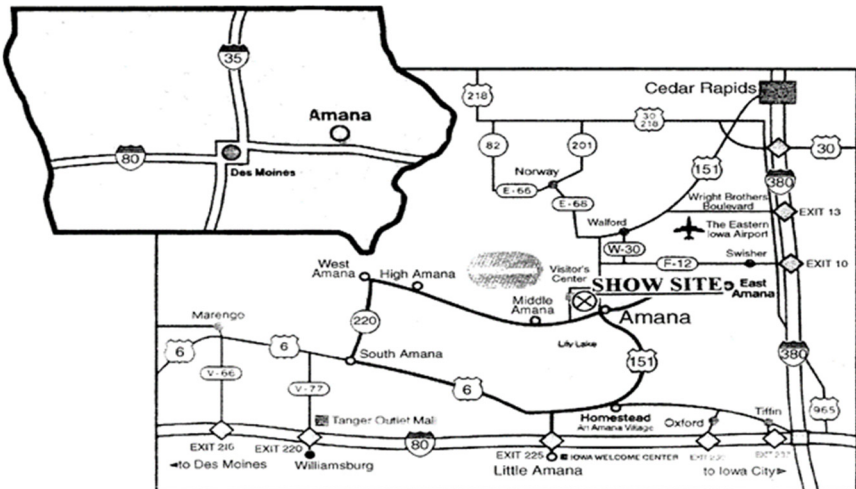 35
Amana
80
Des Moines
218
Cedar Rapids
30
218
82
201
30
Norway
151
380
E-66
E-68
Wright Brothers
Boulevard
EXIT 13
Walford
The Eastern
Iowa Airport
W-30
Swisher
F-12
EXIT 10
West
Amana
High Amana
Visitor's
Center
SHOW SITE
East
Amana
Middle
Amana
Amana
Marengo
220
Lily Lake
6
6
South Amana
151
380
V-66
V-77
6
965
Homestead
An Amana Village
Tiffin
Oxford
Tanger Outlet Mall
80
EXIT 220
EXIT 225
IOWA WELCOME CENTER
to Des Moines
Williamsburg
Little Amana
to Iowa City